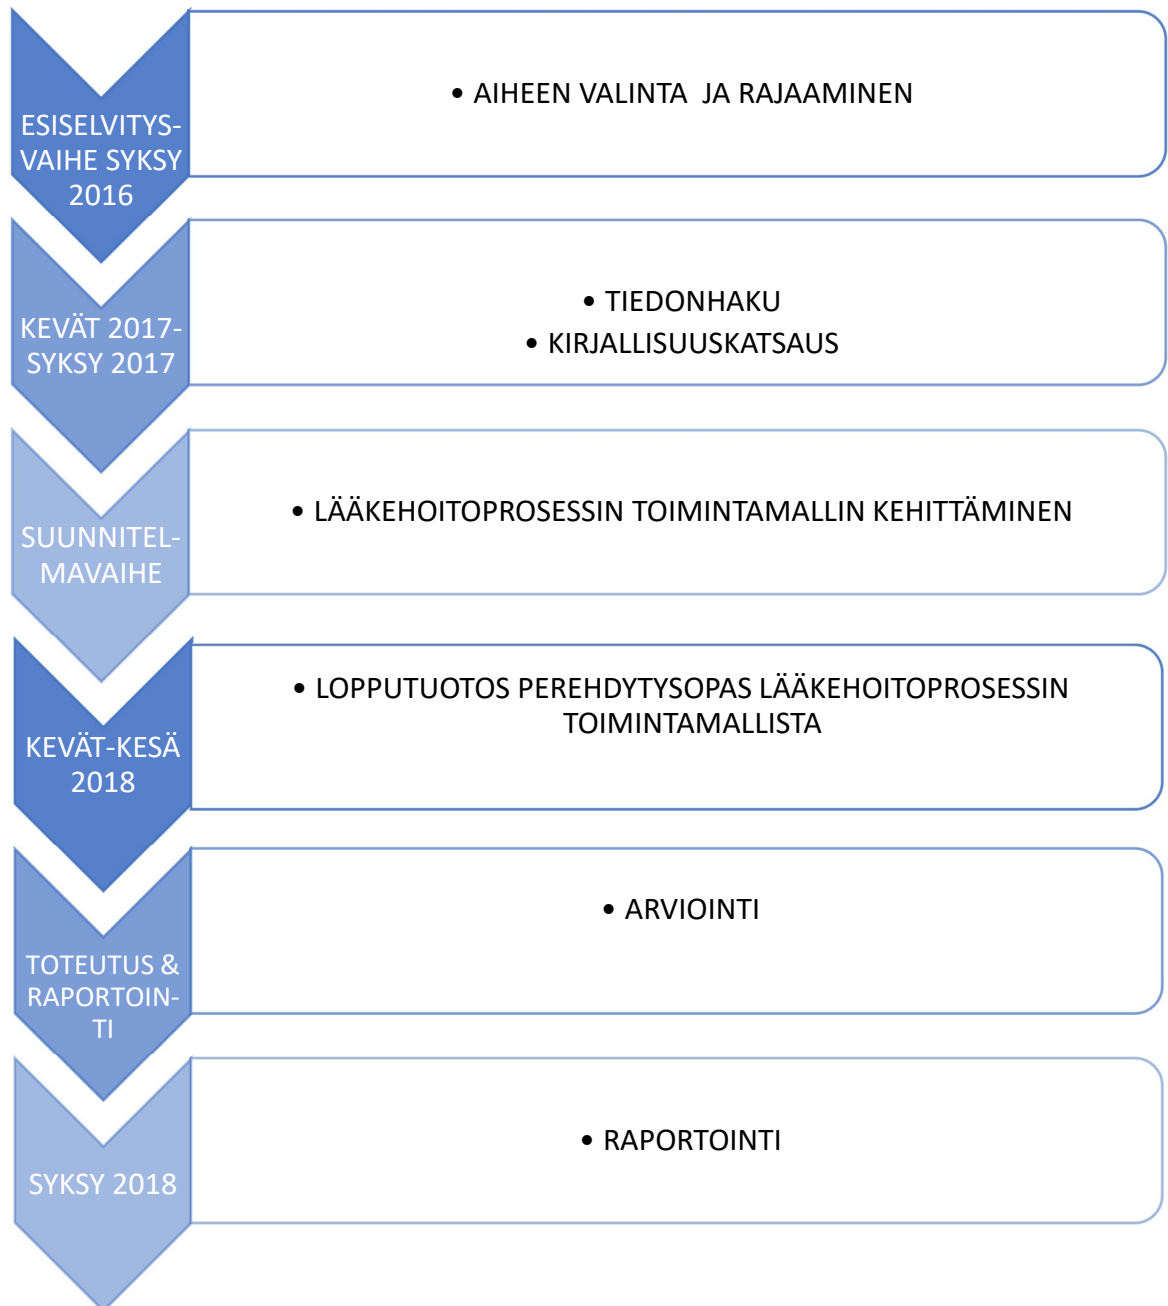 ESISELVITYS-
VAIHE SYKSY
2016
• AIHEEN VALINTA JA RAJAAMINEN
KEVÄT 2017-
SYKSY 2017
• TIEDONHAKU
• KIRJALLISUUSKATSAUS
SUUNNITEL-
MAVAIHE
• LÄÄKEHOITOPROSESSIN TOIMINTAMALLIN KEHITTÄMINEN
KEVÄT-KESÄ
2018
• LOPPUTUOTOS PEREHDYTYSOPAS LÄÄKEHOITOPROSESSIN
TOIMINTAMALLISTA
TOTEUTUS &
RAPORTOIN-
TI
• ARVIOINTI
SYKSY 2018
• RAPORTOINTI